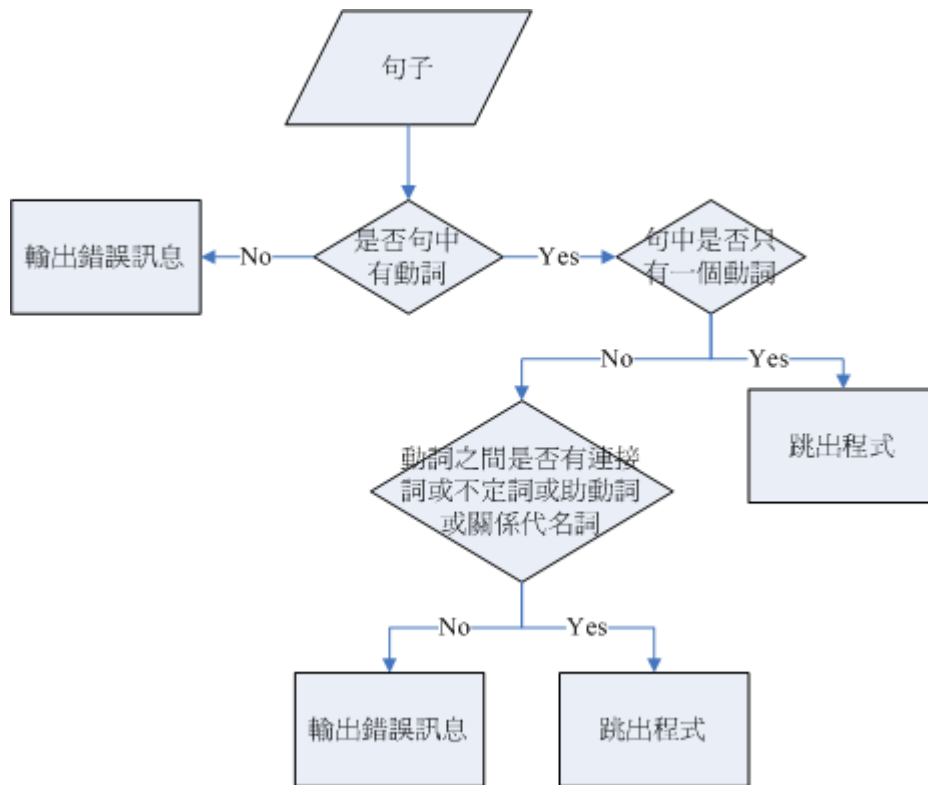 句子
是否句中
有動詞
輸出錯誤訊息
No
Yes
句中是否只
有一個動詞
No
Yes
動詞之間是否有連接
詞或不定詞或助動詞
或關係代名詞
跳出程式
No
Yes
輸出錯誤訊息
跳出程式